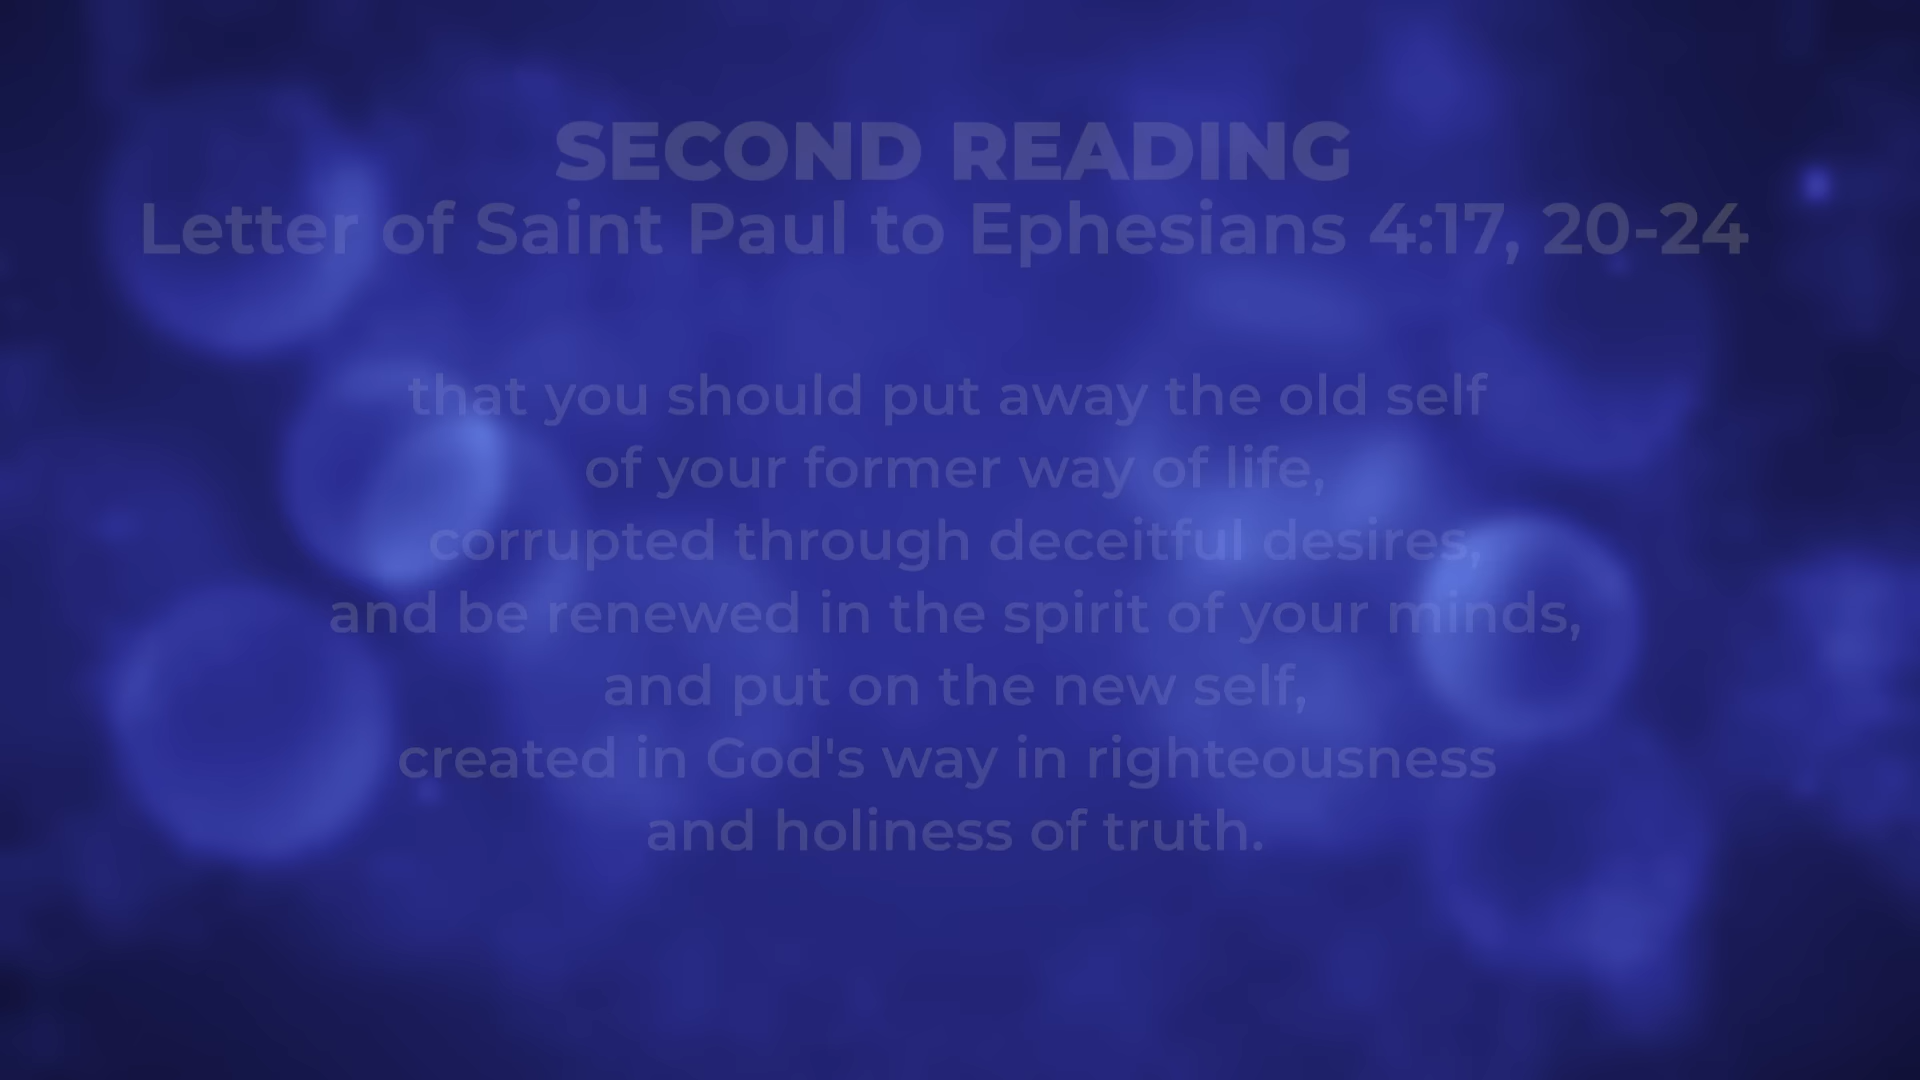 SECOND READING
Letter of Saint Paul to Ephesians 4:17, 20-24
that you should put away the old self
of your former way of life,
corrupted through deceitful desires,
and be renewed in the spirit of your minds,
and put on the new self,
created in God's way in righteousness
and holiness of truth.